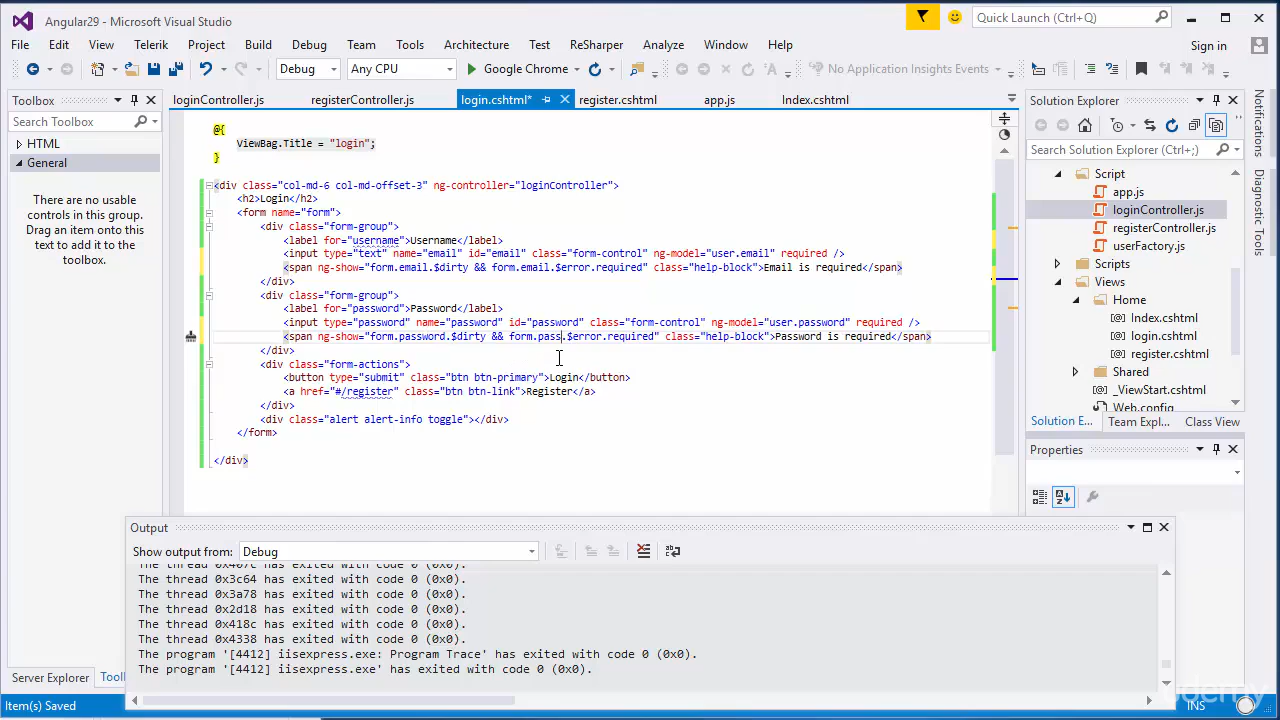 Angular29 - Microsoft Visual Studio
Quick Launch (Ctrl+Q)
File Edit View Telerik Project Build Debug Team Tools Architecture Test ReSharper Analyze Window Help
Sign in
Debug Any CPU Google Chrome No Application Insights Events
Toolbox
Search Toolbox
HTML
General
There are no usable
controls in this group.
Drag an item onto this
text to add it to the
toolbox.
loginController.js registerController.js login.cshtml* register.cshtml app.js Index.cshtml
@{
ViewBag.Title = "login";
}
<div class="col-md-6 col-md-offset-3" ng-controller="loginController">
<h2>Login</h2>
<form name="form">
<div class="form-group">
<label for="username">Username</label>
<input type="text" name="email" id="email" class="form-control" ng-model="user.email" required />
<span ng-show="form.email.$dirty && form.email.$error.required" class="help-block">Email is required</span>
</div>
<div class="form-group">
<label for="password">Password</label>
<input type="password" name="password" id="password" class="form-control" ng-model="user.password" required />
<span ng-show="form.password.$dirty && form.pass.$error.required" class="help-block">Password is required</span>
</div>
<div class="form-actions">
<button type="submit" class="btn btn-primary">Login</button>
<a href="#/register" class="btn btn-link">Register</a>
</div>
<div class="alert alert-info toggle"></div>
</form>
</div>
Solution Explorer
Search Solution Explorer (Ctrl+;)
Script
app.js
loginController.js
registerController.js
userFactory.js
Scripts
Views
Home
Index.cshtml
login.cshtml
register.cshtml
Shared
_ViewStart.cshtml
Web.config
Solution E... Team Expl... Class View
Properties
Notifications
Diagnostic Tools
Output
Show output from: Debug
The thread 0x407c has exited with code 0 (0x0).
The thread 0x3c64 has exited with code 0 (0x0).
The thread 0x3a78 has exited with code 0 (0x0).
The thread 0x2d18 has exited with code 0 (0x0).
The thread 0x418c has exited with code 0 (0x0).
The thread 0x4338 has exited with code 0 (0x0).
The program '[4412] iisexpress.exe: Program Trace' has exited with code 0 (0x0).
The program '[4412] iisexpress.exe' has exited with code 0 (0x0).
Server Explorer Tool
Item(s) Saved
INS
udemy